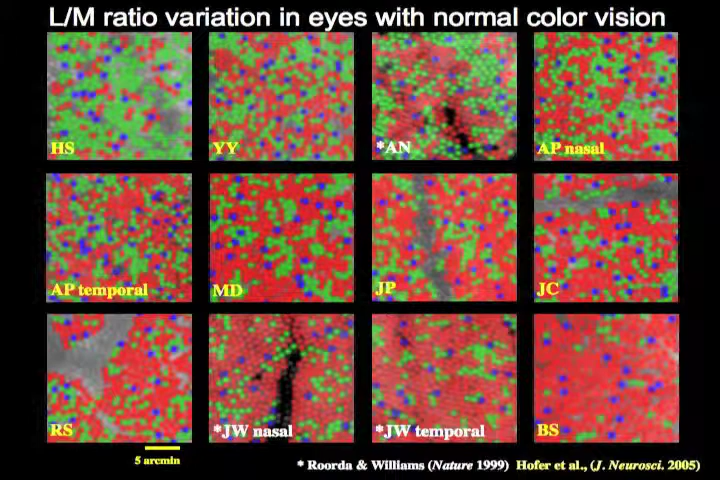 L/M ratio variation in eyes with normal color vision
HS
YY
*AN
AP nasal
AP temporal
MD
JP
JC
RS
*JW nasal
*JW temporal
BS
5 arcmin
* Roorda & Williams (Nature 1999) Hofer et al., (J. Neurosci. 2005)